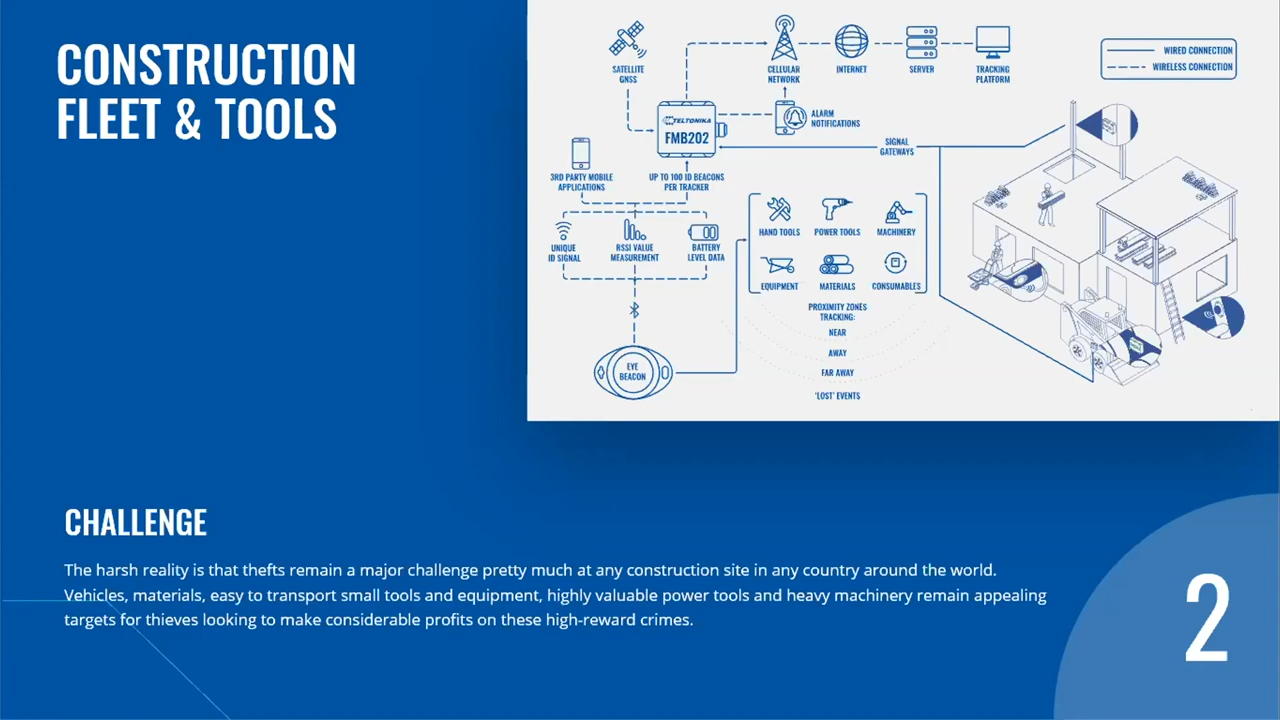 CONSTRUCTION
FLEET & TOOLS
SATELLITE
GNSS
CELLULAR
NETWORK
INTERNET
SERVER
TRACKING
PLATFORM
WIRED CONNECTION
WIRELESS CONNECTION
TELTONIKA
FMB202
ALARM
NOTIFICATIONS
SIGNAL
GATEWAYS
3RD PARTY MOBILE
APPLICATIONS
UP TO 100 ID BEACONS
PER TRACKER
UNIQUE
ID SIGNAL
RSSI VALUE
MEASUREMENT
BATTERY
LEVEL DATA
HAND TOOLS
POWER TOOLS
MACHINERY
EQUIPMENT
MATERIALS
CONSUMABLES
PROXIMITY ZONES
TRACKING:
NEAR
AWAY
FAR AWAY
'LOST' EVENTS
EYE
BEACON
CHALLENGE
The harsh reality is that thefts remain a major challenge pretty much at any construction site in any country around the world.
Vehicles, materials, easy to transport small tools and equipment, highly valuable power tools and heavy machinery remain appealing
targets for thieves looking to make considerable profits on these high-reward crimes.
2